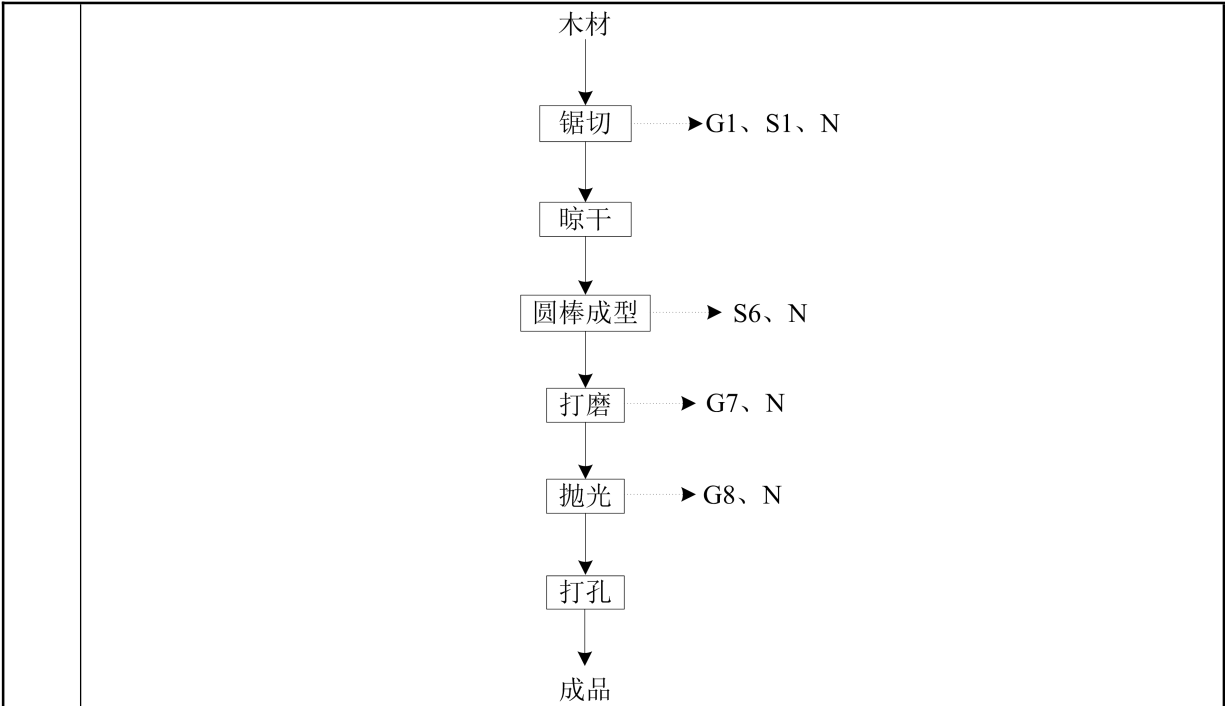 木材
锯切 G1、S1、N
晾干
圆棒成型 S6、N
打磨 G7、N
抛光 G8、N
打孔
成品